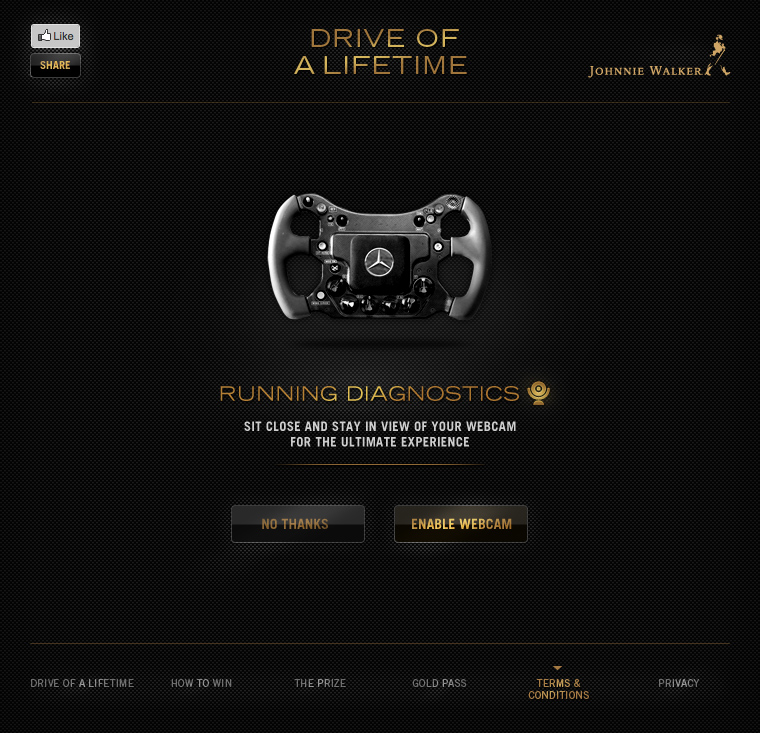 Like
SHARE
DRIVE OF
A LIFETIME
JOHNNIE WALKER
RUNNING DIAGNOSTICS
SIT CLOSE AND STAY IN VIEW OF YOUR WEBCAM
FOR THE ULTIMATE EXPERIENCE
NO THANKS
ENABLE WEBCAM
DRIVE OF A LIFETIME
HOW TO WIN
THE PRIZE
GOLD PASS
TERMS &
CONDITIONS
PRIVACY